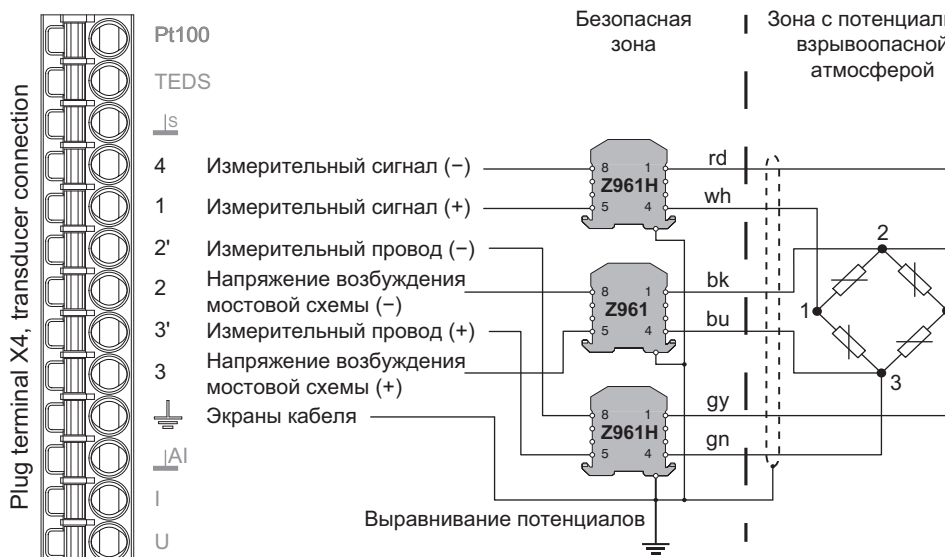 Plug terminal X4, transducer connection
Безопасная
зона
Зона с потенциаль
взрывоопасной
атмосферой
Pt100
TEDS
S
4 Измерительный сигнал (−)
1 Измерительный сигнал (+)
2' Измерительный провод (−)
2 Напряжение возбуждения
мостовой схемы (−)
3' Измерительный провод (+)
3 Напряжение возбуждения
мостовой схемы (+)
Экраны кабеля
AI
I
U
8 1
Z961H
5 4
rd
wh
8 1
Z961
5 4
bk
bu
8 1
Z961H
5 4
gy
gn
2
1
3
Выравнивание потенциалов